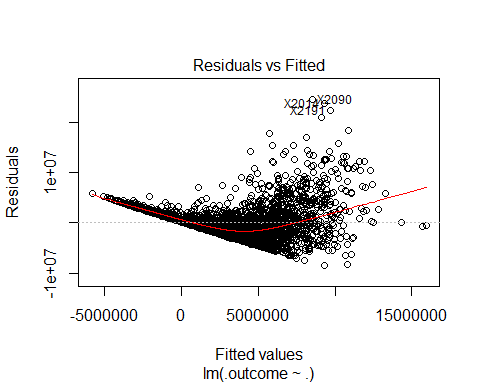 Residuals vs Fitted
X2014
X2090
X2191
Residuals
1e+07
-1e+07
-5000000 0 5000000 15000000
Fitted values
lm(.outcome ~ .)